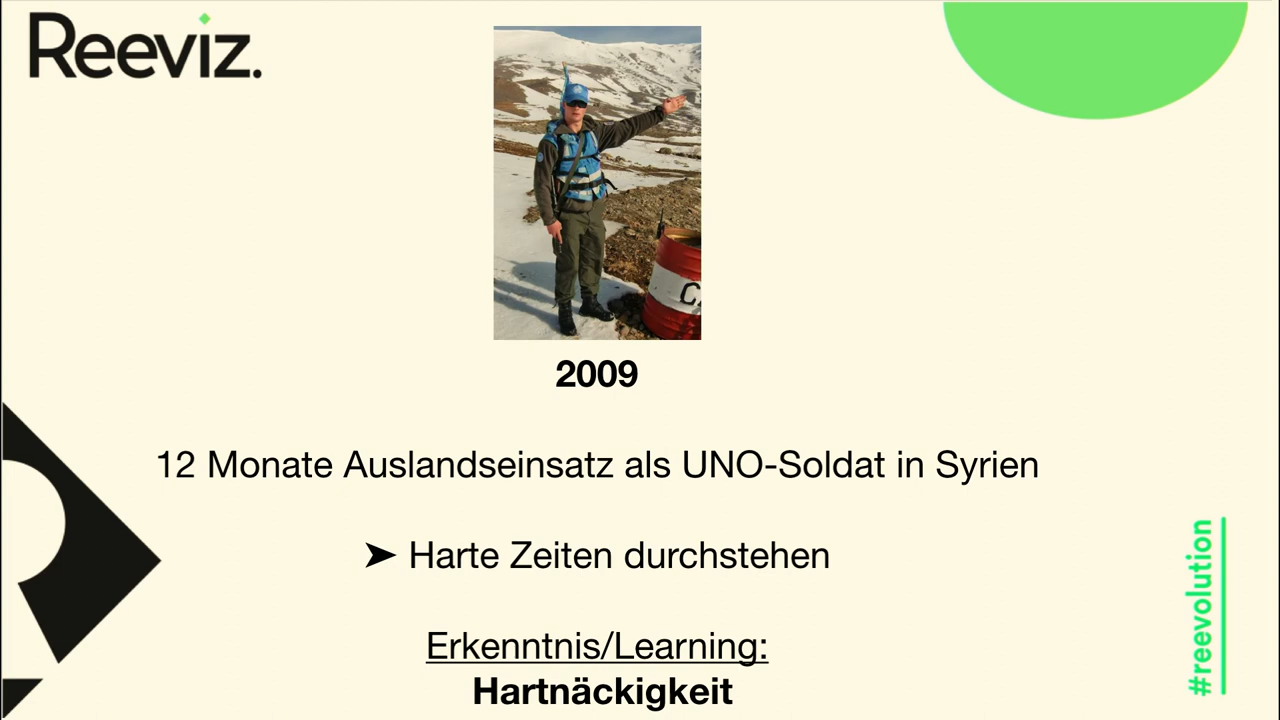 Reeviz.
2009
12 Monate Auslandseinsatz als UNO-Soldat in Syrien
➤ Harte Zeiten durchstehen
Erkenntnis/Learning:
Hartnäckigkeit
#reevolution